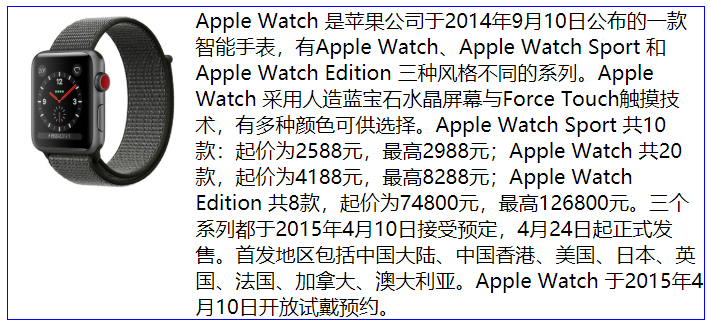 Apple Watch 是苹果公司于2014年9月10日公布的一款
智能手表，有Apple Watch、Apple Watch Sport 和
Apple Watch Edition 三种风格不同的系列。Apple
Watch 采用人造蓝宝石水晶屏幕与Force Touch触摸技
术，有多种颜色可供选择。Apple Watch Sport 共10
款：起价为2588元，最高2988元；Apple Watch 共20
款，起价为4188元，最高8288元；Apple Watch
Edition 共8款，起价为74800元，最高126800元。三个
系列都于2015年4月10日接受预定，4月24日起正式发
售。首发地区包括中国大陆、中国香港、美国、日本、英
国、法国、加拿大、澳大利亚。Apple Watch 于2015年4
月10日开放试戴预约。